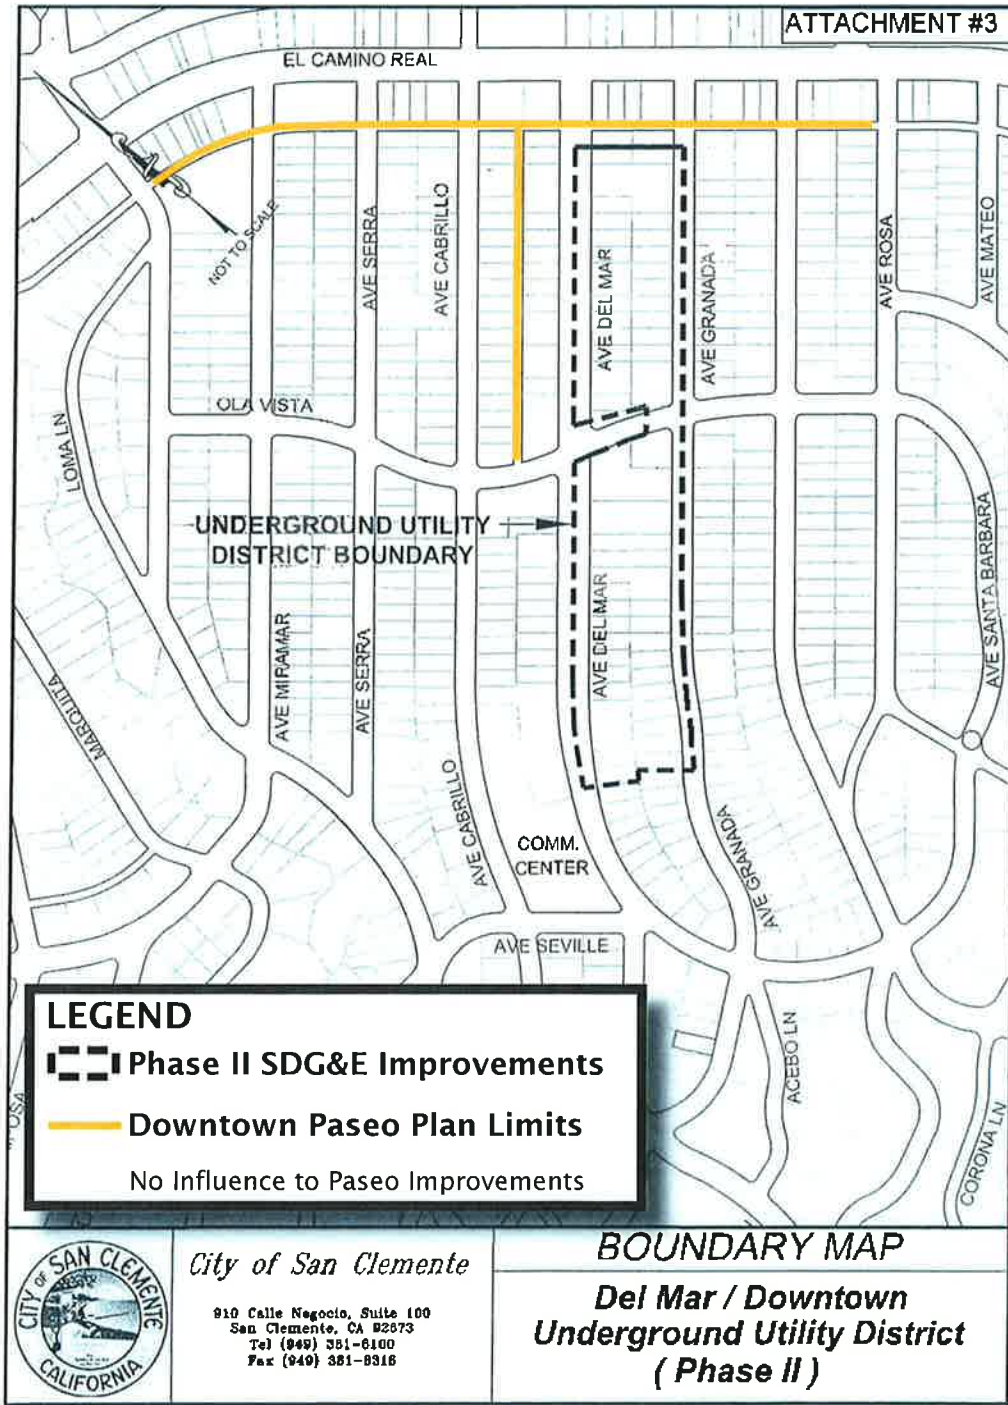 ATTACHMENT #3
EL CAMINO REAL
NOT TO SCALE
AVE SERRA
AVE CABRILLO
AVE DEL MAR
AVE GRANADA
AVE ROSA
AVE MATEO
OLA VISTA
LOMA LN
UNDERGROUND UTILITY
DISTRICT BOUNDARY
AVE SANTA BARBARA
AVE MIRAMAR
AVE SERRA
AVE DEL MAR
MARQUITA
AVE CABRILLO
COMM.
CENTER
AVE GRANADA
AVE SEVILLE
ACEBO LN
CORONA LN
LEGEND
Phase II SDG&E Improvements
Downtown Paseo Plan Limits
No Influence to Paseo Improvements
CITY OF SAN CLEMENTE
CALIFORNIA
City of San Clemente
910 Calle Negocio, Suite 100
San Clemente, CA 92673
Tel (949) 361-6100
Fax (949) 361-8316
BOUNDARY MAP
Del Mar / Downtown
Underground Utility District
( Phase II )